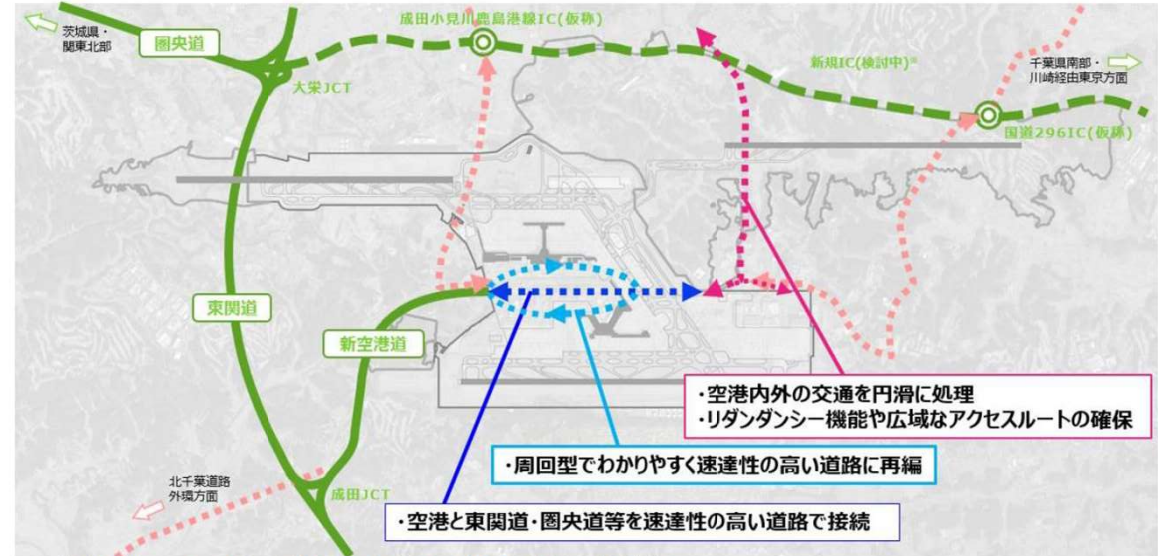 茨城県・
関東北部
圏央道
成田小見川鹿島港線IC(仮称)
大栄JCT
新規IC(検討中)※
千葉県南部・
川崎経由東京方面
国道296IC(仮称)
東関道
新空港道
・空港内外の交通を円滑に処理
・リダンダンシー機能や広域なアクセスルートの確保
・周回型でわかりやすく速達性の高い道路に再編
北千葉道路
外環方面
成田JCT
・空港と東関道・圏央道等を速達性の高い道路で接続